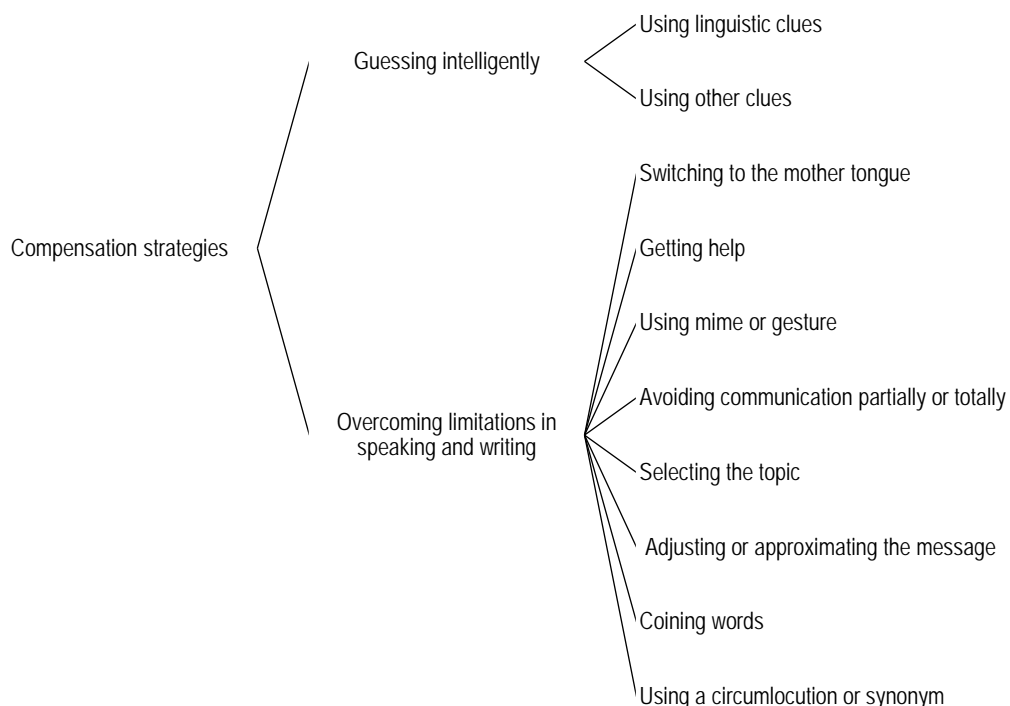 Using linguistic clues
Guessing intelligently
Using other clues
Switching to the mother tongue
Compensation strategies
Getting help
Using mime or gesture
Avoiding communication partially or totally
Overcoming limitations in
speaking and writing
Selecting the topic
Adjusting or approximating the message
Coining words
Using a circumlocution or synonym